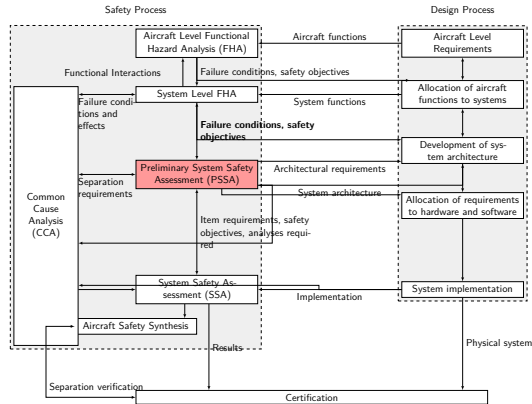 Safety Process
Design Process
Aircraft Level Functional
Hazard Analysis (FHA)
Aircraft functions
Aircraft Level
Requirements
Functional Interactions
Failure conditions, safety objectives
System Level FHA
System functions
Allocation of aircraft
functions to systems
Failure condi-
tions and
effects
Failure conditions, safety
objectives
Development of sys-
tem architecture
Preliminary System Safety
Assessment (PSSA)
Architectural requirements
Separation
requirements
System architecture
Allocation of requirements
to hardware and software
Common
Cause
Analysis
(CCA)
Item requirements, safety
objectives, analyses requi-
red
System Safety As-
sessment (SSA)
Implementation
System implementation
Aircraft Safety Synthesis
Results
Physical system
Separation verification
Certification